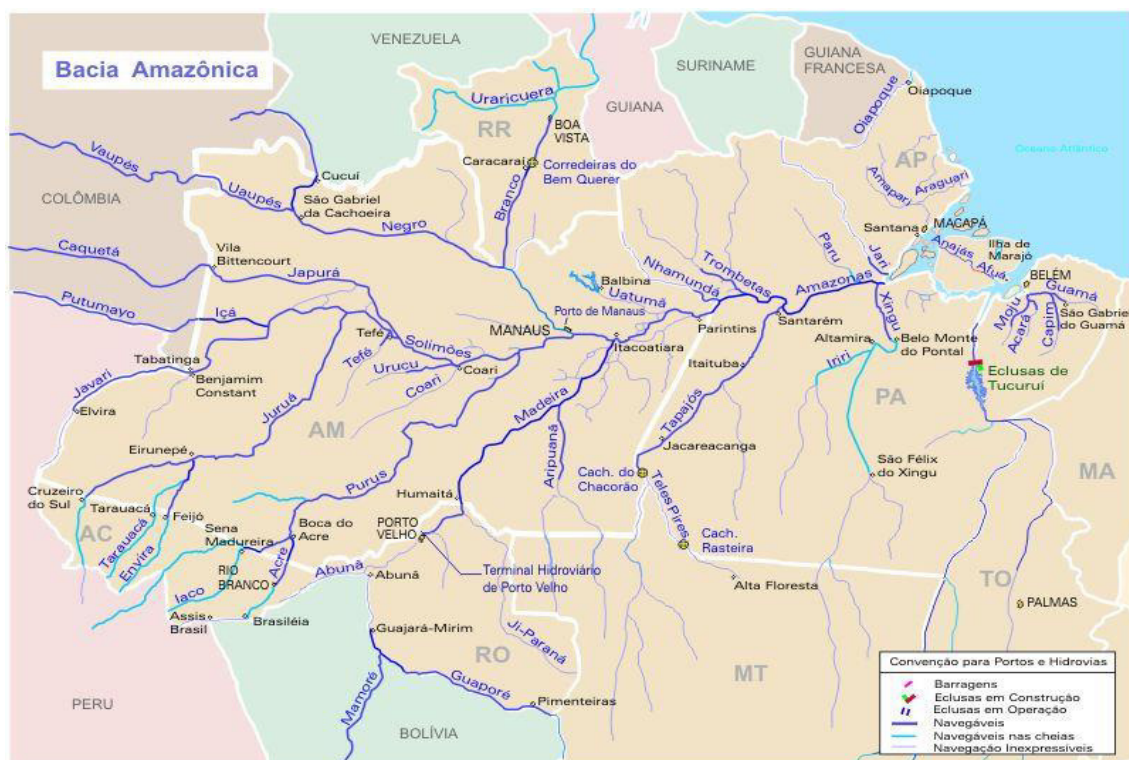 Bacia Amazônica
VENEZUELA
SURINAME
GUIANA
FRANCESA
GUIANA
COLÔMBIA
PERU
BOLÍVIA
Oceano Atlântico
RR
AP
AM
PA
AC
RO
MT
TO
MA
Uraricuera
BOA
VISTA
Caracaraí
Corredeiras do
Bem Querer
Branco
Oiapoque
Oiapoque
Amapari
Araguari
Santana
MACAPÁ
Anajás
Afuá
Ilha de
Marajó
BELÉM
Guamá
São Gabriel
do Guamá
Moju
Acará
Capim
Eclusas de
Tucuruí
Vaupés
Uaupés
Cucuí
São Gabriel
da Cachoeira
Negro
Caquetá
Vila
Bittencourt
Japurá
Putumayo
Içá
Tabatinga
Benjamim
Constant
Javari
Elvira
Tefé
Tefé
Solimões
Urucu
Coari
Coari
MANAUS
Porto de Manaus
Balbina
Uatumã
Itacoatiara
Nhamundá
Trombetas
Parintins
Paru
Jari
Amazonas
Santarém
Xingu
Altamira
Belo Monte
do Pontal
Iriri
Itaituba
Tapajós
Jacareacanga
Cach. do
Chacorão
Teles Pires
Cach.
Rasteira
Alta Floresta
São Félix
do Xingu
PALMAS
Madeira
Aripuanã
Humaitá
Purus
Juruá
Eirunepé
Cruzeiro
do Sul
Tarauacá
Tarauacá
Feijó
Envira
Sena
Madureira
Boca do
Acre
Acre
RIO
BRANCO
Iaco
Assis
Brasil
Brasiléia
Abunã
Abunã
PORTO
VELHO
Terminal Hidroviário
de Porto Velho
Guajará-Mirim
Ji-Paraná
Mamoré
Guaporé
Pimenteiras
Convenção para Portos e Hidrovias
Barragens
Eclusas em Construção
Eclusas em Operação
Navegáveis
Navegáveis nas cheias
Navegação Inexpressíveis